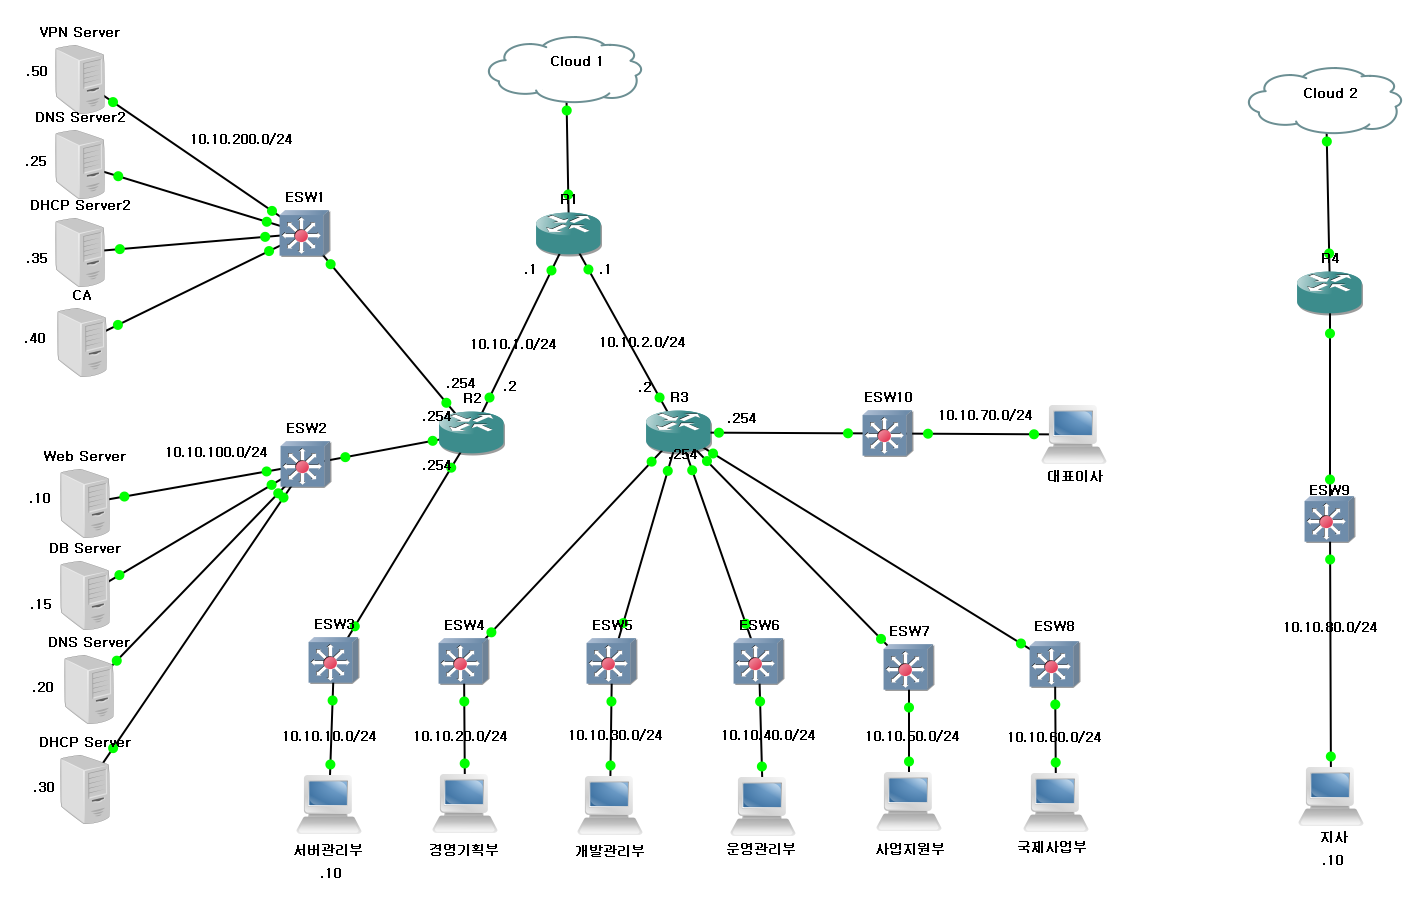 VPN Server
.50
DNS Server2
.25
DHCP Server2
.35
CA
.40
10.10.200.0/24
ESW1
Cloud 1
R1
.1
.1
10.10.1.0/24
10.10.2.0/24
.254
R2
.2
.254
.254
.2
R3
.254
.254
ESW10
10.10.70.0/24
대표이사
ESW2
10.10.100.0/24
Web Server
.10
DB Server
.15
DNS Server
.20
DHCP Server
.30
ESW3
ESW4
ESW5
ESW6
ESW7
ESW8
10.10.10.0/24
10.10.20.0/24
10.10.30.0/24
10.10.40.0/24
10.10.50.0/24
10.10.60.0/24
서버관리부
.10
경영기획부
개발관리부
운영관리부
사업지원부
국제사업부
Cloud 2
R4
ESW9
10.10.80.0/24
지사
.10